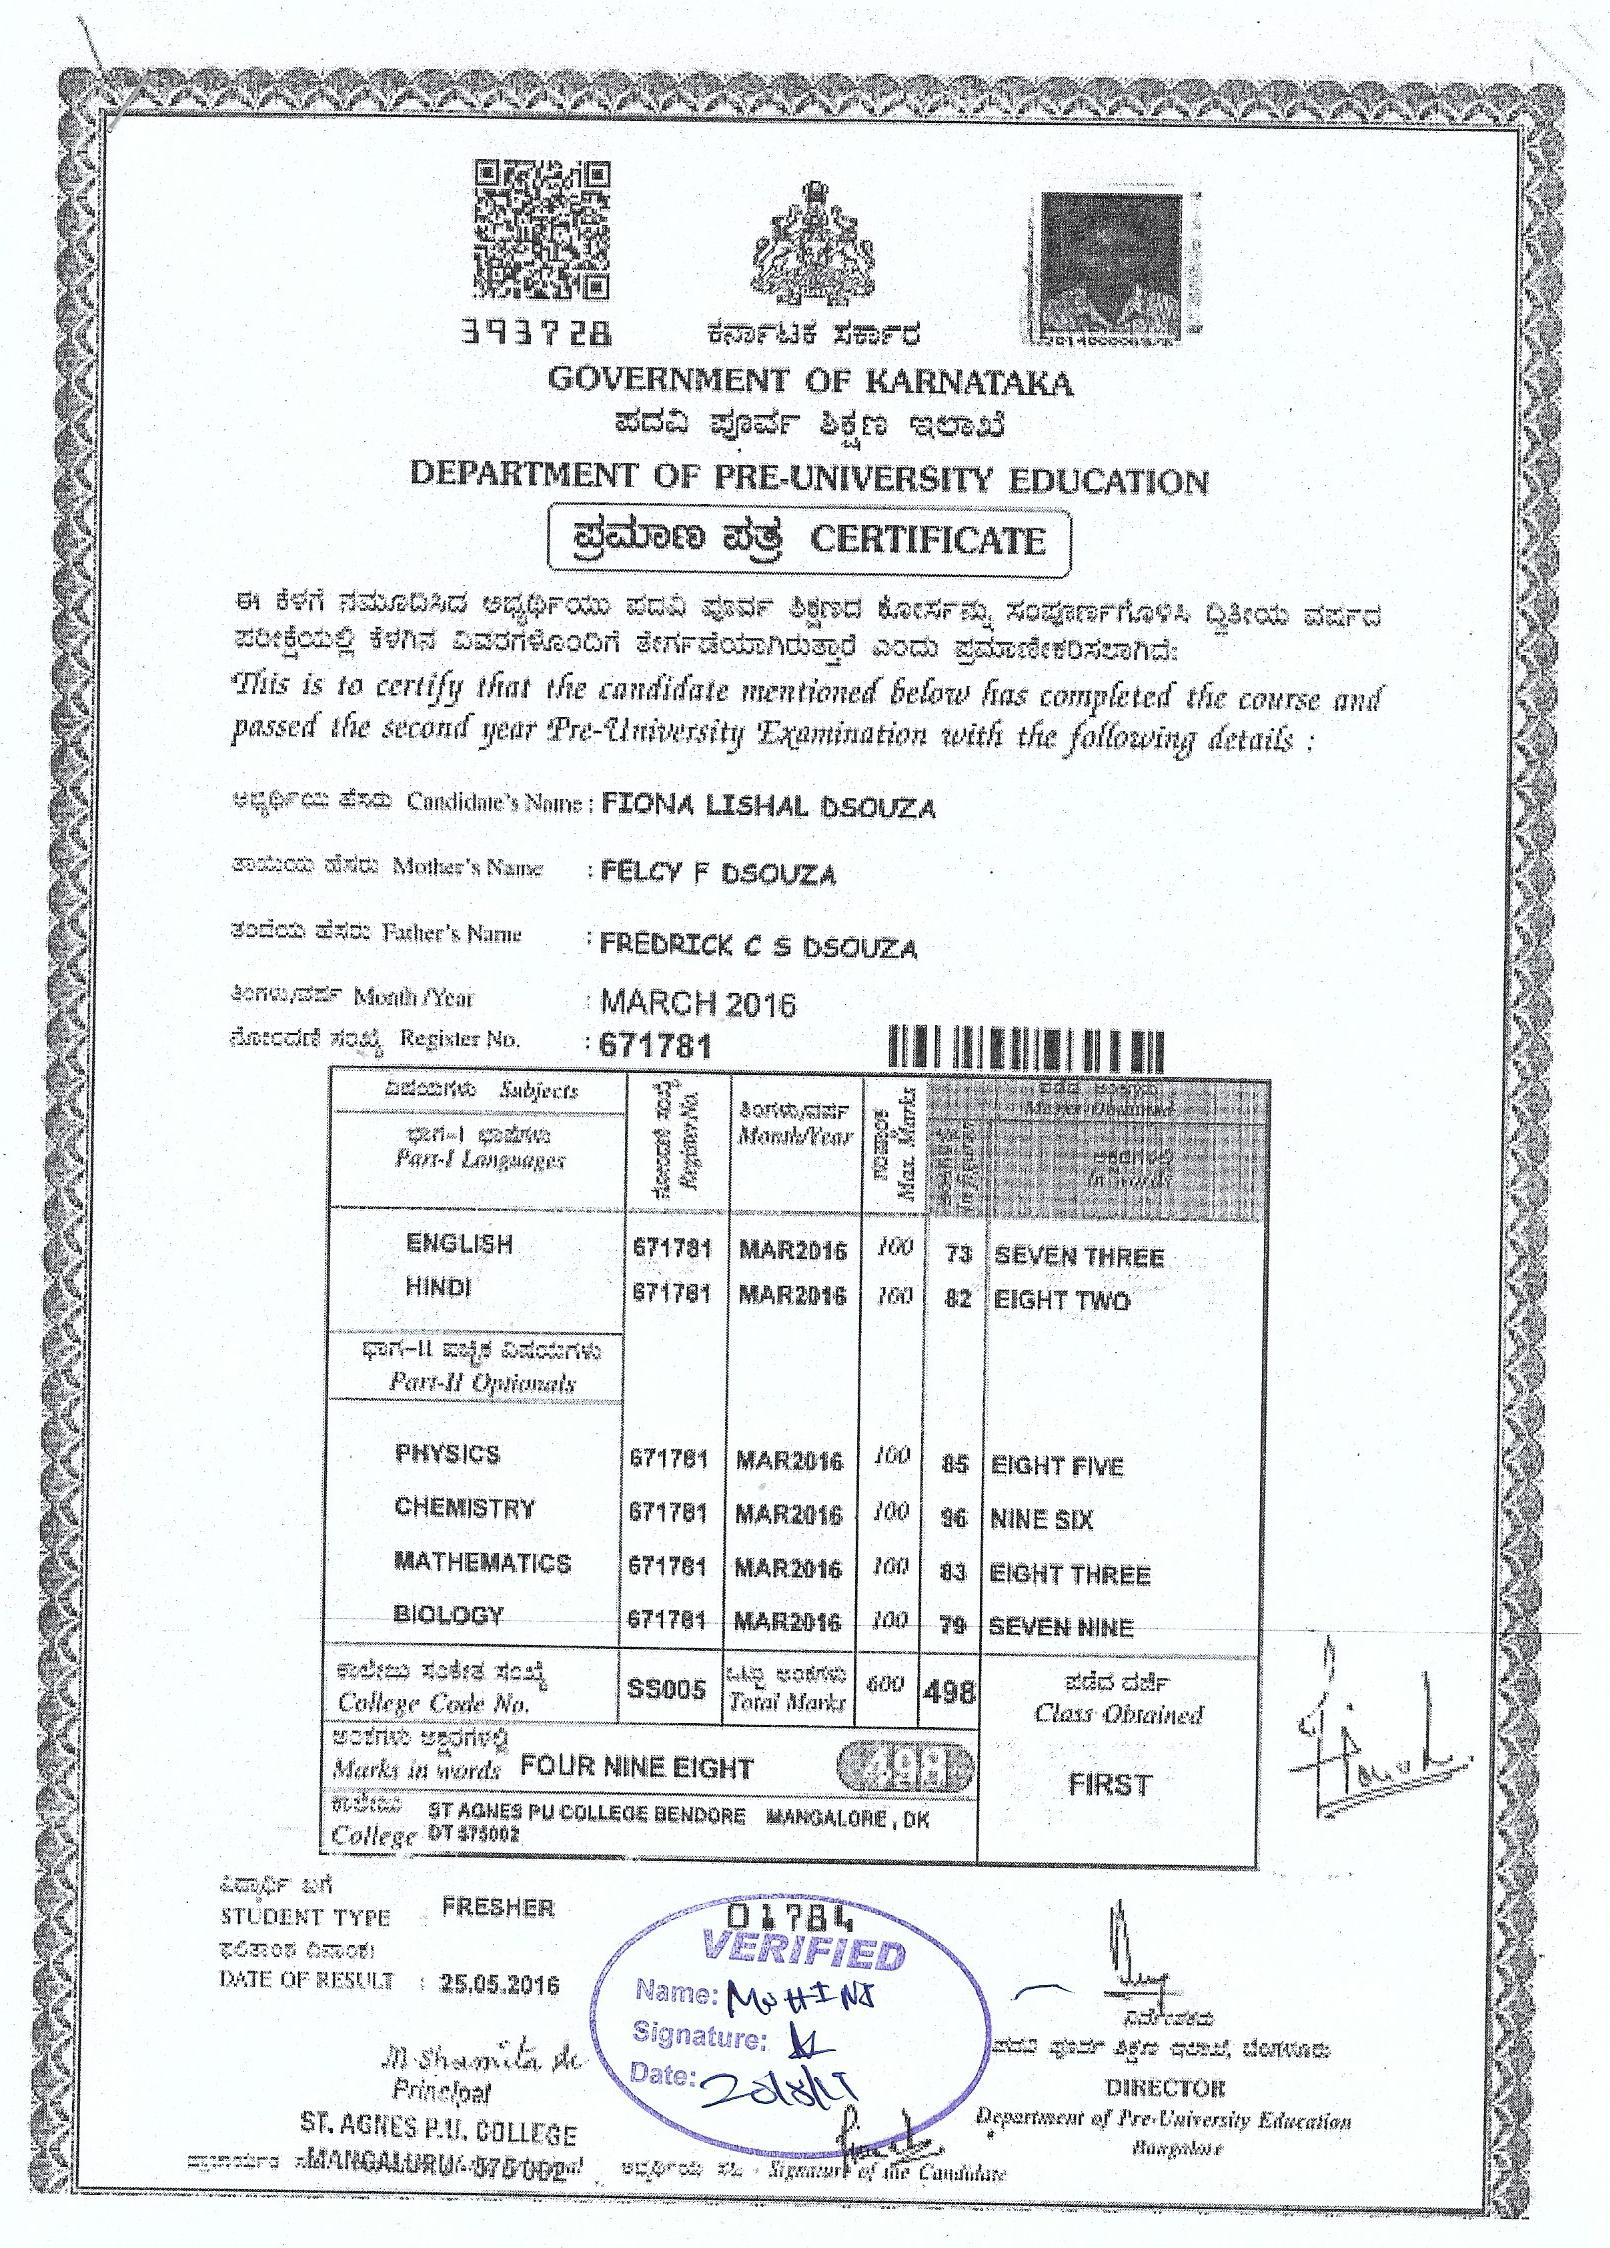 393728
ಕರ್ನಾಟಕ ಸರ್ಕಾರ
GOVERNMENT OF KARNATAKA
ಪದವಿ ಪೂರ್ವ ಶಿಕ್ಷಣ ಇಲಾಖೆ
DEPARTMENT OF PRE-UNIVERSITY EDUCATION
ಪ್ರಮಾಣ ಪತ್ರ CERTIFICATE
ಈ ಕೆಳಗೆ ನಮೂದಿಸಿದ ಅಭ್ಯರ್ಥಿಯು ಪದವಿ ಪೂರ್ವ ಶಿಕ್ಷಣದ ಕೋರ್ಸನ್ನು ಸಂಪೂರ್ಣಗೊಳಿಸಿ ದ್ವಿತೀಯ ವರ್ಷದ
ಪರೀಕ್ಷೆಯಲ್ಲಿ ಕೆಳಗಿನ ವಿವರಗಳೊಂದಿಗೆ ತೇರ್ಗಡೆಯಾಗಿರುತ್ತಾರೆ ಎಂದು ಪ್ರಮಾಣೀಕರಿಸಲಾಗಿದೆ:
This is to certify that the candidate mentioned below has completed the course and
passed the second year Pre-University Examination with the following details :
ಅಭ್ಯರ್ಥಿಯ ಹೆಸರು Candidate's Name : FIONA LISHAL DSOUZA
ತಾಯಿಯ ಹೆಸರು Mother's Name : FELCY F DSOUZA
ತಂದೆಯ ಹೆಸರು Father's Name : FREDRICK C S DSOUZA
ತಿಂಗಳು/ವರ್ಷ Month /Year : MARCH 2016
ನೋಂದಣಿ ಸಂಖ್ಯೆ Register No. : 671781
ವಿಷಯಗಳು Subjects ನೋಂದಣಿ ಸಂಖ್ಯೆ Register No. ತಿಂಗಳು/ವರ್ಷ Month/Year ಗರಿಷ್ಠ Max. Marks Marks Obtained
ಭಾಗ-I ಭಾಷೆಗಳು ಅಂಕಗಳು
Part-I Languages In words
ENGLISH 671781 MAR2016 100 73 SEVEN THREE
HINDI 671781 MAR2016 100 82 EIGHT TWO
ಭಾಗ-II ಐಚ್ಛಿಕ ವಿಷಯಗಳು
Part-II Optionals
PHYSICS 671781 MAR2016 100 85 EIGHT FIVE
CHEMISTRY 671781 MAR2016 100 96 NINE SIX
MATHEMATICS 671781 MAR2016 100 83 EIGHT THREE
BIOLOGY 671781 MAR2016 100 79 SEVEN NINE
ಕಾಲೇಜು ಸಂಕೇತ ಸಂಖ್ಯೆ College Code No. SS005 ಒಟ್ಟು ಅಂಕಗಳು Total Marks 600 498 ಪಡೆದ ದರ್ಜೆ Class Obtained
ಅಂಕಗಳು ಅಕ್ಷರಗಳಲ್ಲಿ
Marks in words FOUR NINE EIGHT 498 FIRST
ಕಾಲೇಜು ST AGNES PU COLLEGE BENDORE MANGALORE , DK
College DT 575002
ವಿದ್ಯಾರ್ಥಿ ಬಗೆ
STUDENT TYPE : FRESHER
ಫಲಿತಾಂಶ ದಿನಾಂಕ
DATE OF RESULT : 25.05.2016
01784
VERIFIED
Name: MOHINI
Signature:
Date:
M Shamita
Principal
ST. AGNES P.U. COLLEGE
MANGALURU - 575 002
ನಿರ್ದೇಶಕರು
ಪದವಿ ಪೂರ್ವ ಶಿಕ್ಷಣ ಇಲಾಖೆ, ಬೆಂಗಳೂರು
DIRECTOR
Department of Pre-University Education
Bangalore
ಅಭ್ಯರ್ಥಿಯ ಸಹಿ - Signature of the Candidate